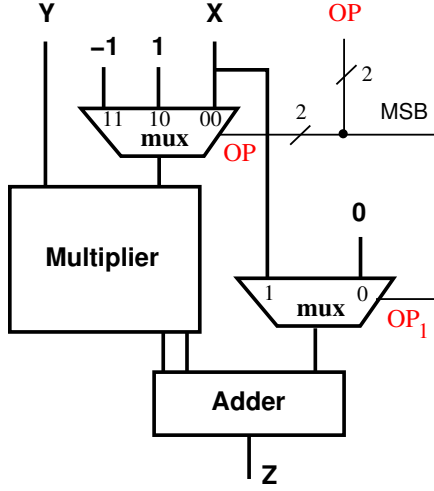 Y X OP
−1 1
2
11 10 00
2 MSB
mux
OP
0
Multiplier
1 0
mux
OP1
Adder
Z